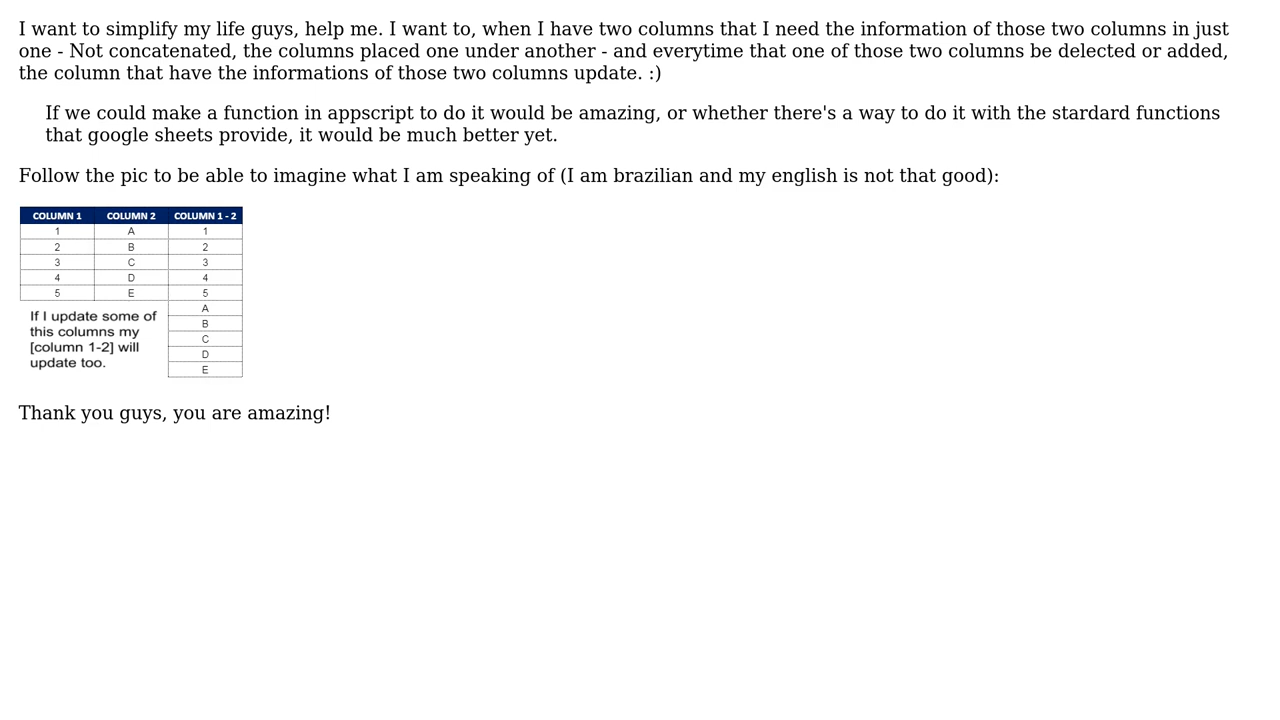 I want to simplify my life guys, help me. I want to, when I have two columns that I need the information of those two columns in just
one - Not concatenated, the columns placed one under another - and everytime that one of those two columns be delected or added,
the column that have the informations of those two columns update. :)
If we could make a function in appscript to do it would be amazing, or whether there's a way to do it with the stardard functions
that google sheets provide, it would be much better yet.
Follow the pic to be able to imagine what I am speaking of (I am brazilian and my english is not that good):
COLUMN 1 COLUMN 2 COLUMN 1 - 2
1 A 1
2 B 2
3 C 3
4 D 4
5 E 5
A
B
C
D
E
If I update some of
this columns my
[column 1-2] will
update too.
Thank you guys, you are amazing!